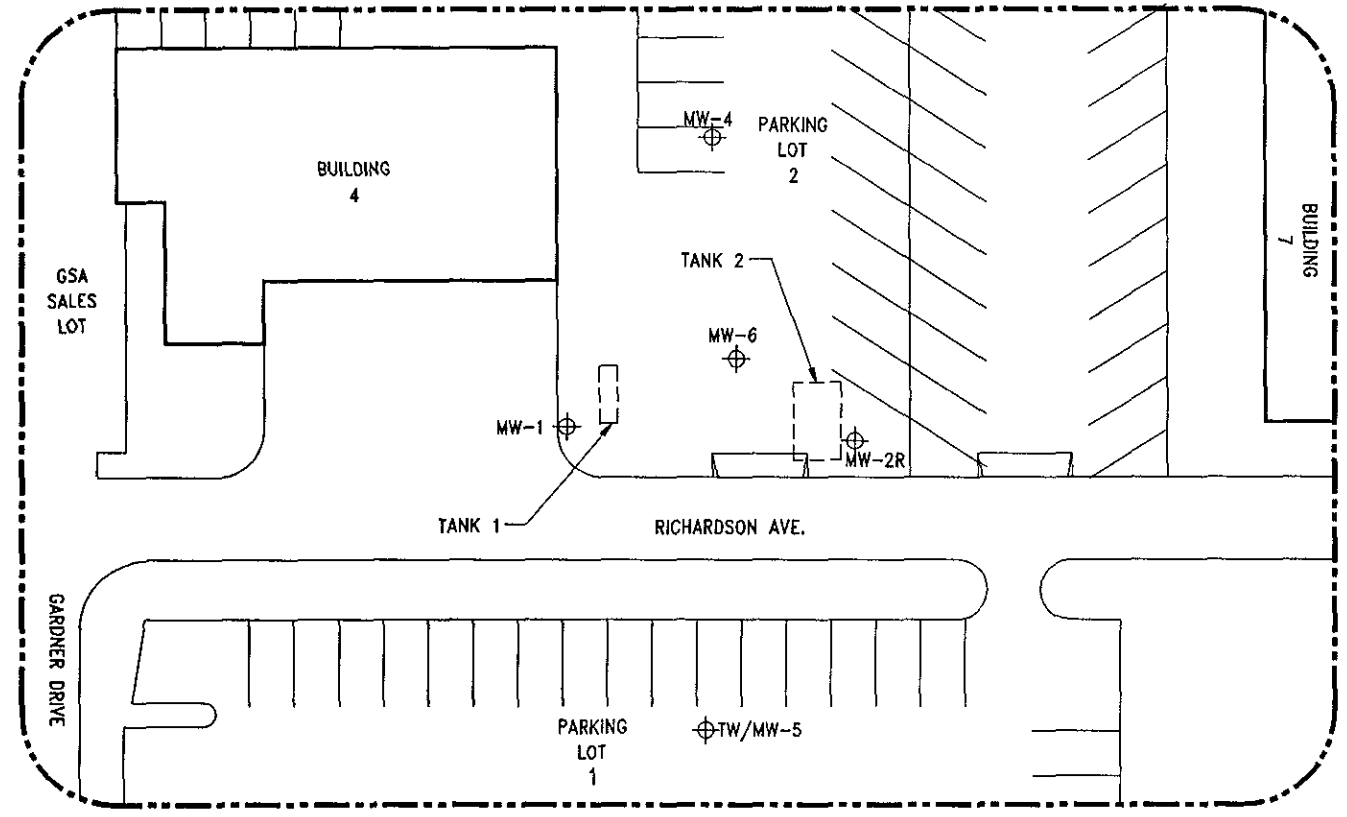 MW-4
PARKING
LOT
2
BUILDING
4
BUILDING
7
TANK 2
GSA
SALES
LOT
MW-6
MW-1
MW-2R
TANK 1
RICHARDSON AVE.
GARDNER DRIVE
PARKING
LOT
1
TW/MW-5